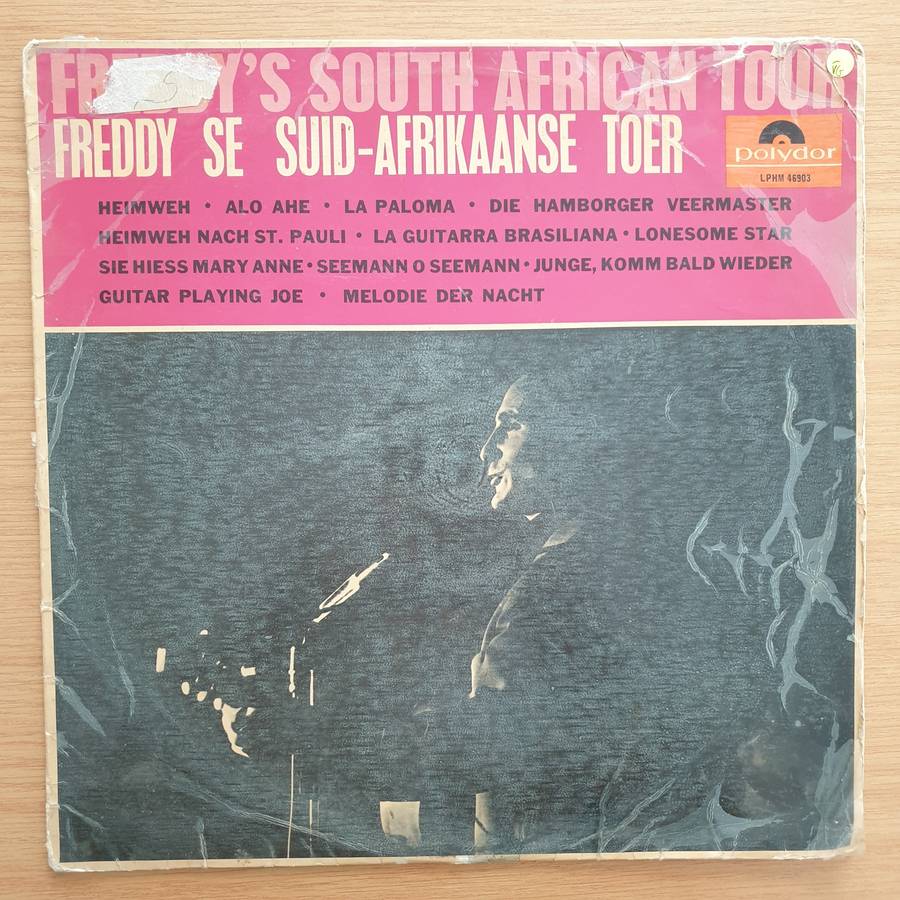 FREDDY'S SOUTH AFRICAN TOUR
FREDDY SE SUID-AFRIKAANSE TOER
polydor
LPHM 46903
HEIMWEH • ALO AHE • LA PALOMA • DIE HAMBORGER VEERMASTER
HEIMWEH NACH ST. PAULI • LA GUITARRA BRASILIANA • LONESOME STAR
SIE HIESS MARY ANNE • SEEMANN O SEEMANN • JUNGE, KOMM BALD WIEDER
GUITAR PLAYING JOE • MELODIE DER NACHT